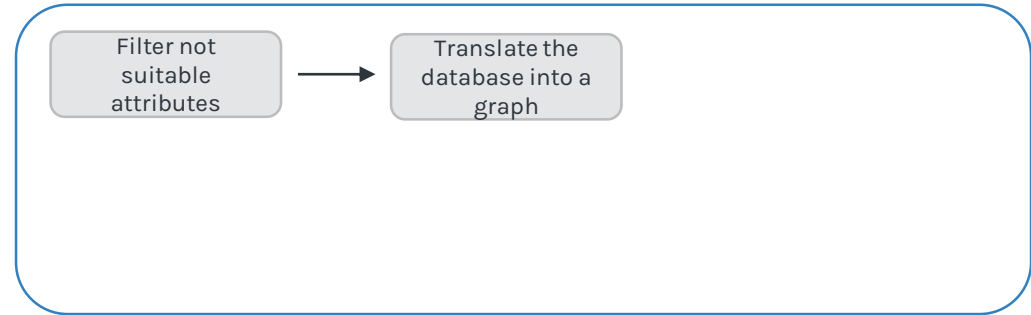 Filter not
suitable
attributes
Translate the
database into a
graph